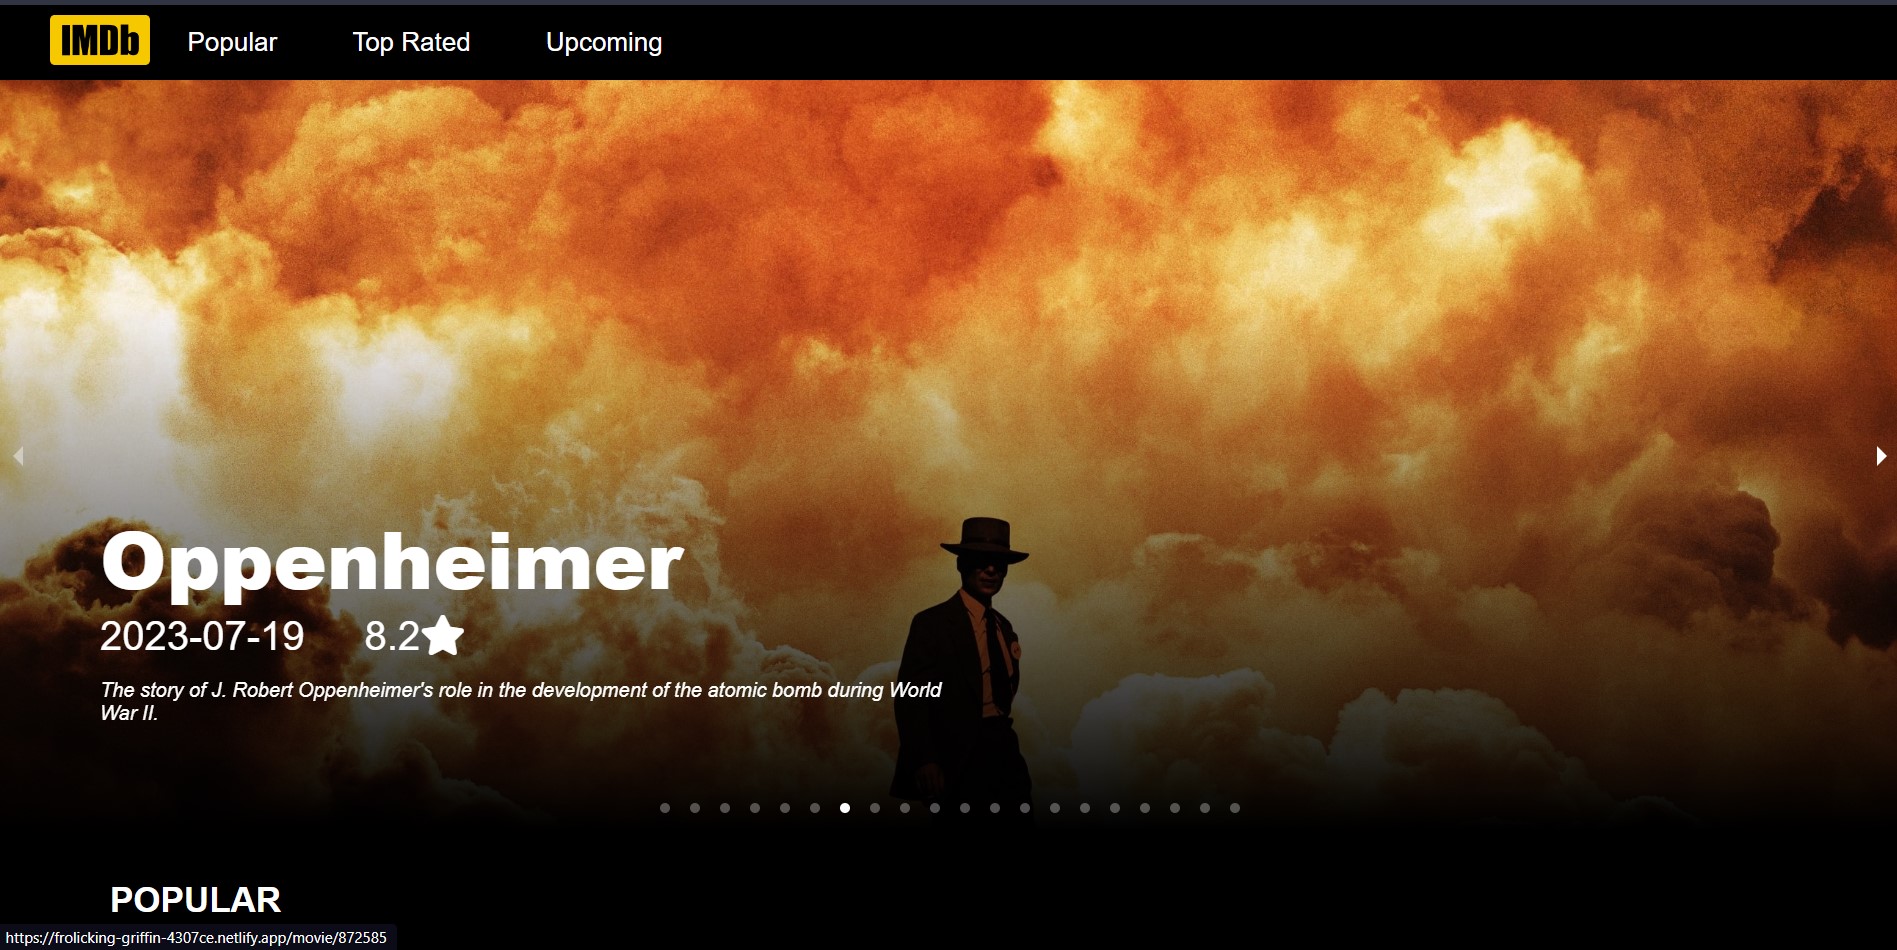 IMDb Popular Top Rated Upcoming
Oppenheimer
2023-07-19 8.2
The story of J. Robert Oppenheimer's role in the development of the atomic bomb during World
War II.
POPULAR
https://frolicking-griffin-4307ce.netlify.app/movie/872585